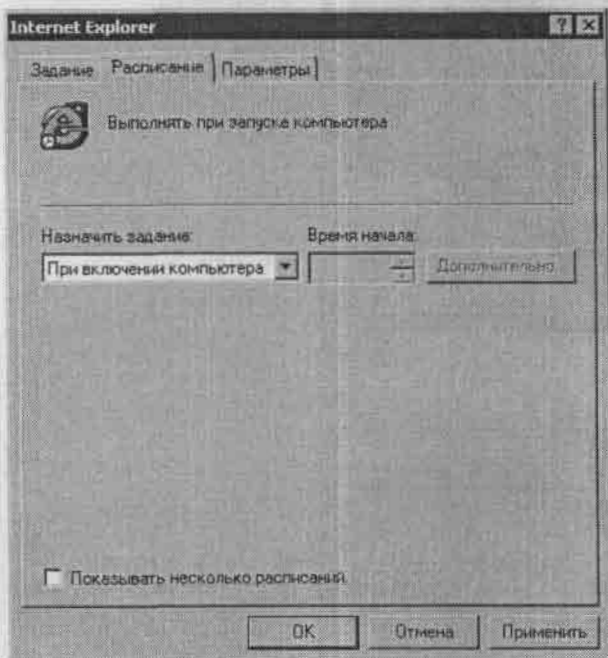 Internet Explorer
Задание Расписание Параметры
Выполнять при запуске компьютера
Назначить задание: Время начала:
При включении компьютера Дополнительно...
Показывать несколько расписаний.
OK Отмена Применить